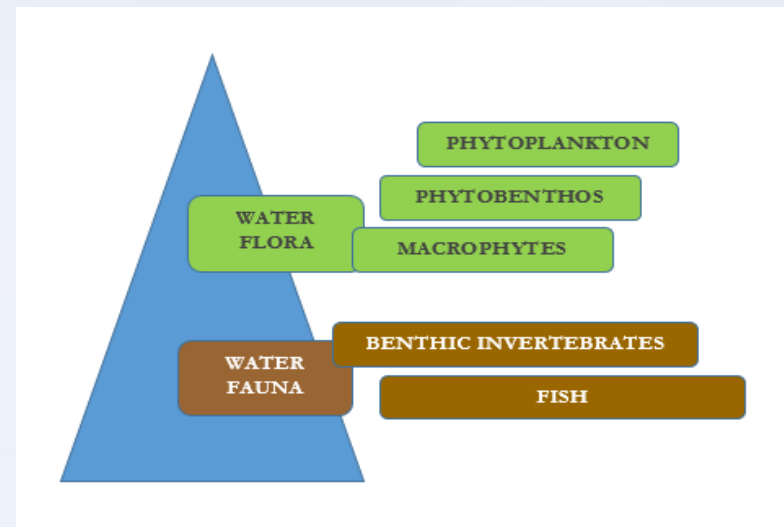 PHYTOPLANKTON
PHYTOBENTHOS
WATER
FLORA
MACROPHYTES
BENTHIC INVERTEBRATES
WATER
FAUNA
FISH